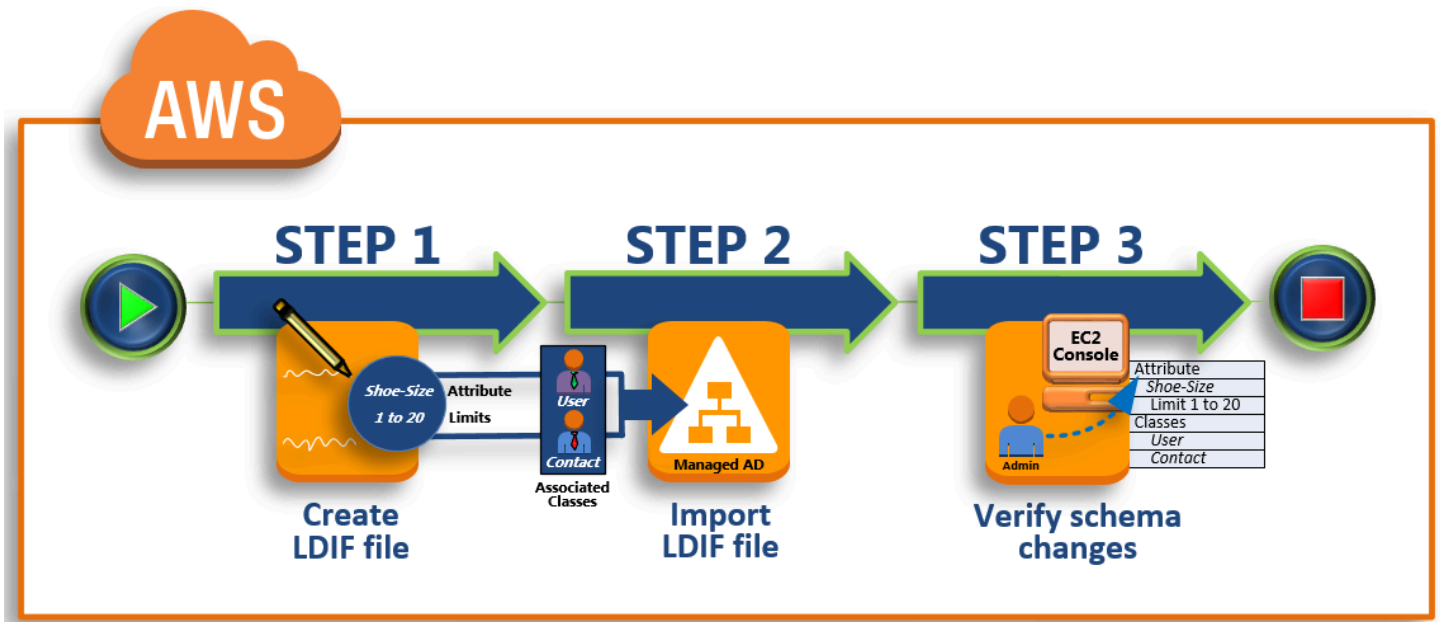 AWS
STEP 1
STEP 2
STEP 3
Shoe-Size
1 to 20
Attribute
Limits
User
Contact
Associated
Classes
Managed AD
EC2
Console
Admin
Attribute
Shoe-Size
Limit 1 to 20
Classes
User
Contact
Create
LDIF file
Import
LDIF file
Verify schema
changes